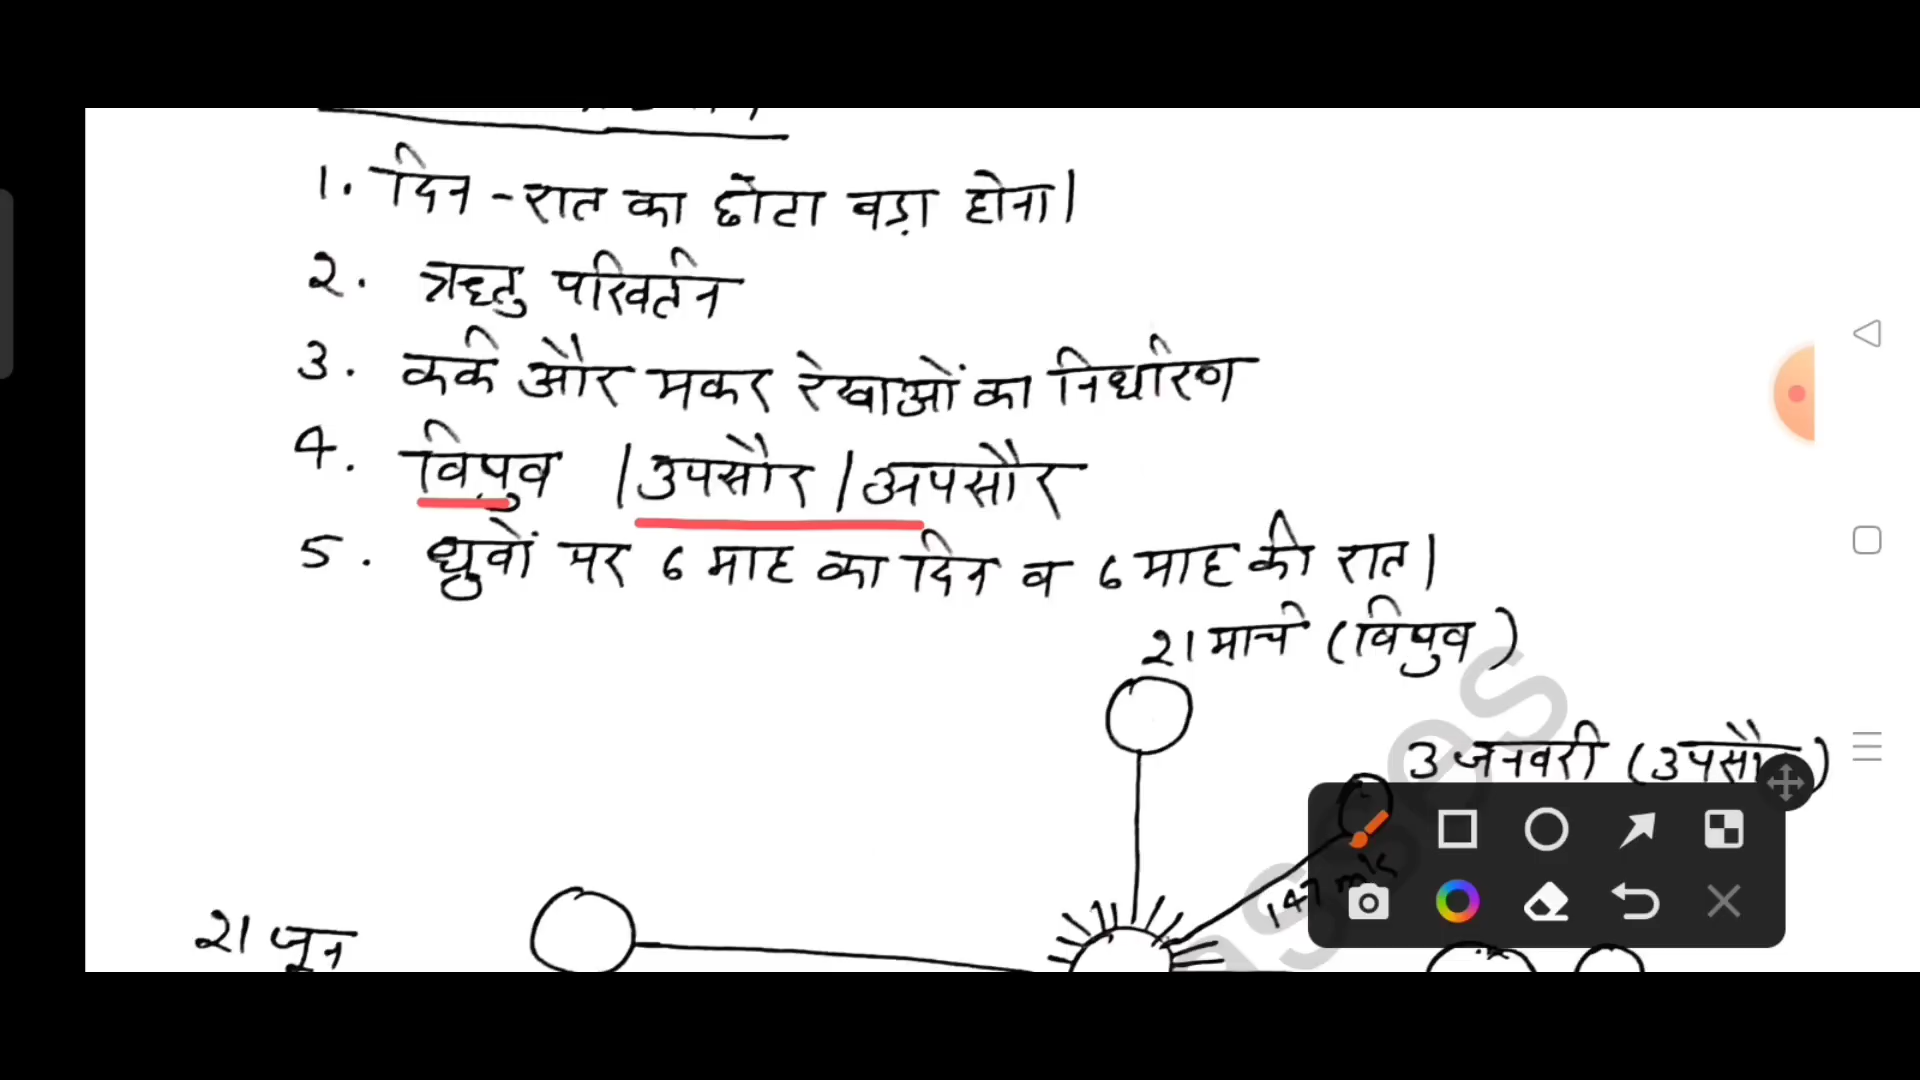 1. दिन - रात का छोटा बड़ा होना।
2. ऋतु परिवर्तन
3. कर्क और मकर रेखाओं का निर्धारण
4. विषुव / उपसौर / अपसौर
5. ध्रुवों पर 6 माह का दिन व 6 माह की रात।
21 मार्च (विषुव)
3 जनवरी (उपसौर)
147
21 जून